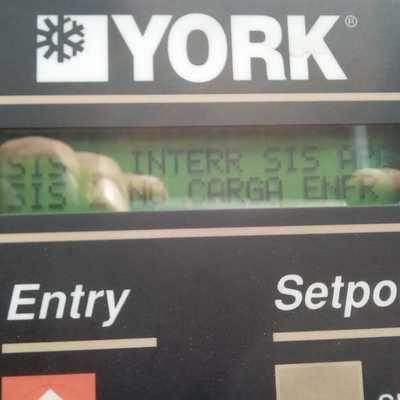 YORK®
SIS INTERR SIS
SIS NO CARGA ENFR
Entry
Setpo